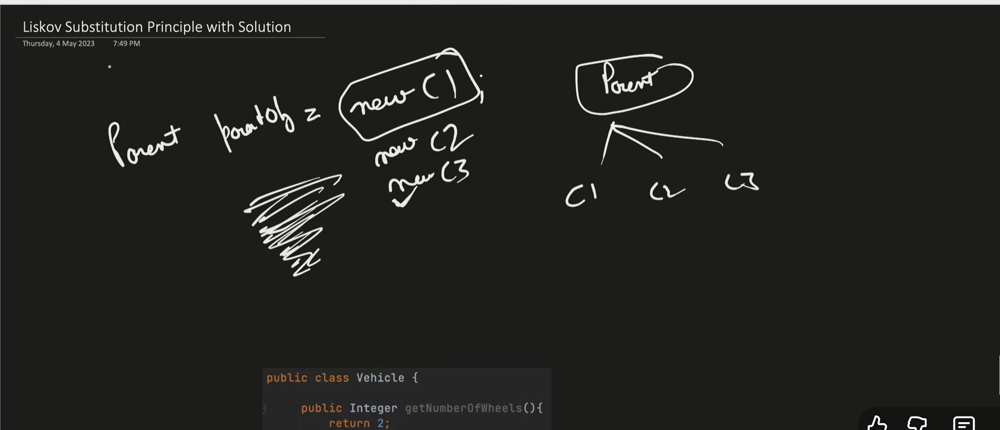 Liskov Substitution Principle with Solution
Thursday, 4 May 2023 7:49 PM
Parent = new C1;
new C2
new C3
Parent
C1 C2 C3
public class Vehicle {
public Integer getNumberOfWheels(){
return 2;